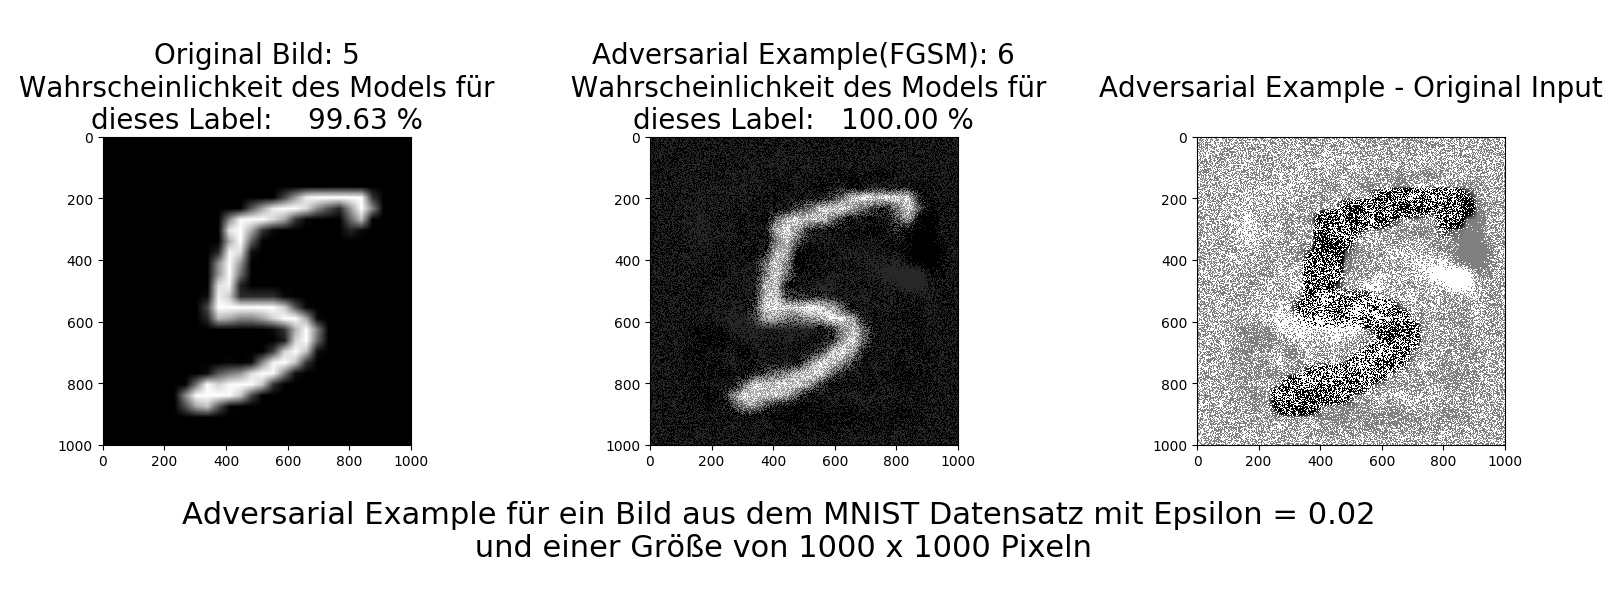 Original Bild: 5
Wahrscheinlichkeit des Models für
dieses Label: 99.63 %
0
200
400
600
800
1000
0 200 400 600 800 1000
Adversarial Example(FGSM): 6
Wahrscheinlichkeit des Models für
dieses Label: 100.00 %
0
200
400
600
800
1000
0 200 400 600 800 1000
Adversarial Example - Original Input
0
200
400
600
800
1000
0 200 400 600 800 1000
Adversarial Example für ein Bild aus dem MNIST Datensatz mit Epsilon = 0.02
und einer Größe von 1000 x 1000 Pixeln